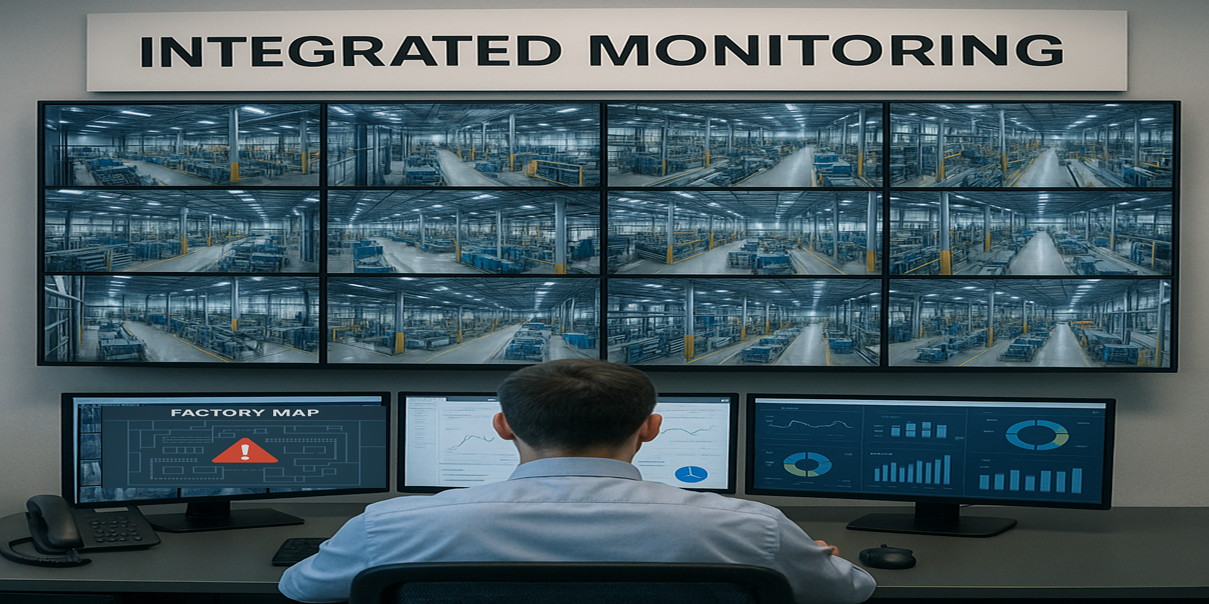 INTEGRATED MONITORING
FACTORY MAP